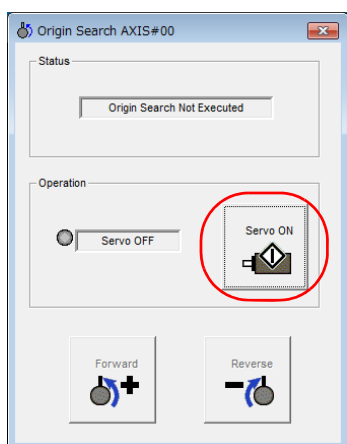 Origin Search AXIS#00
Status
Origin Search Not Executed
Operation
Servo OFF
Servo ON
Forward
Reverse